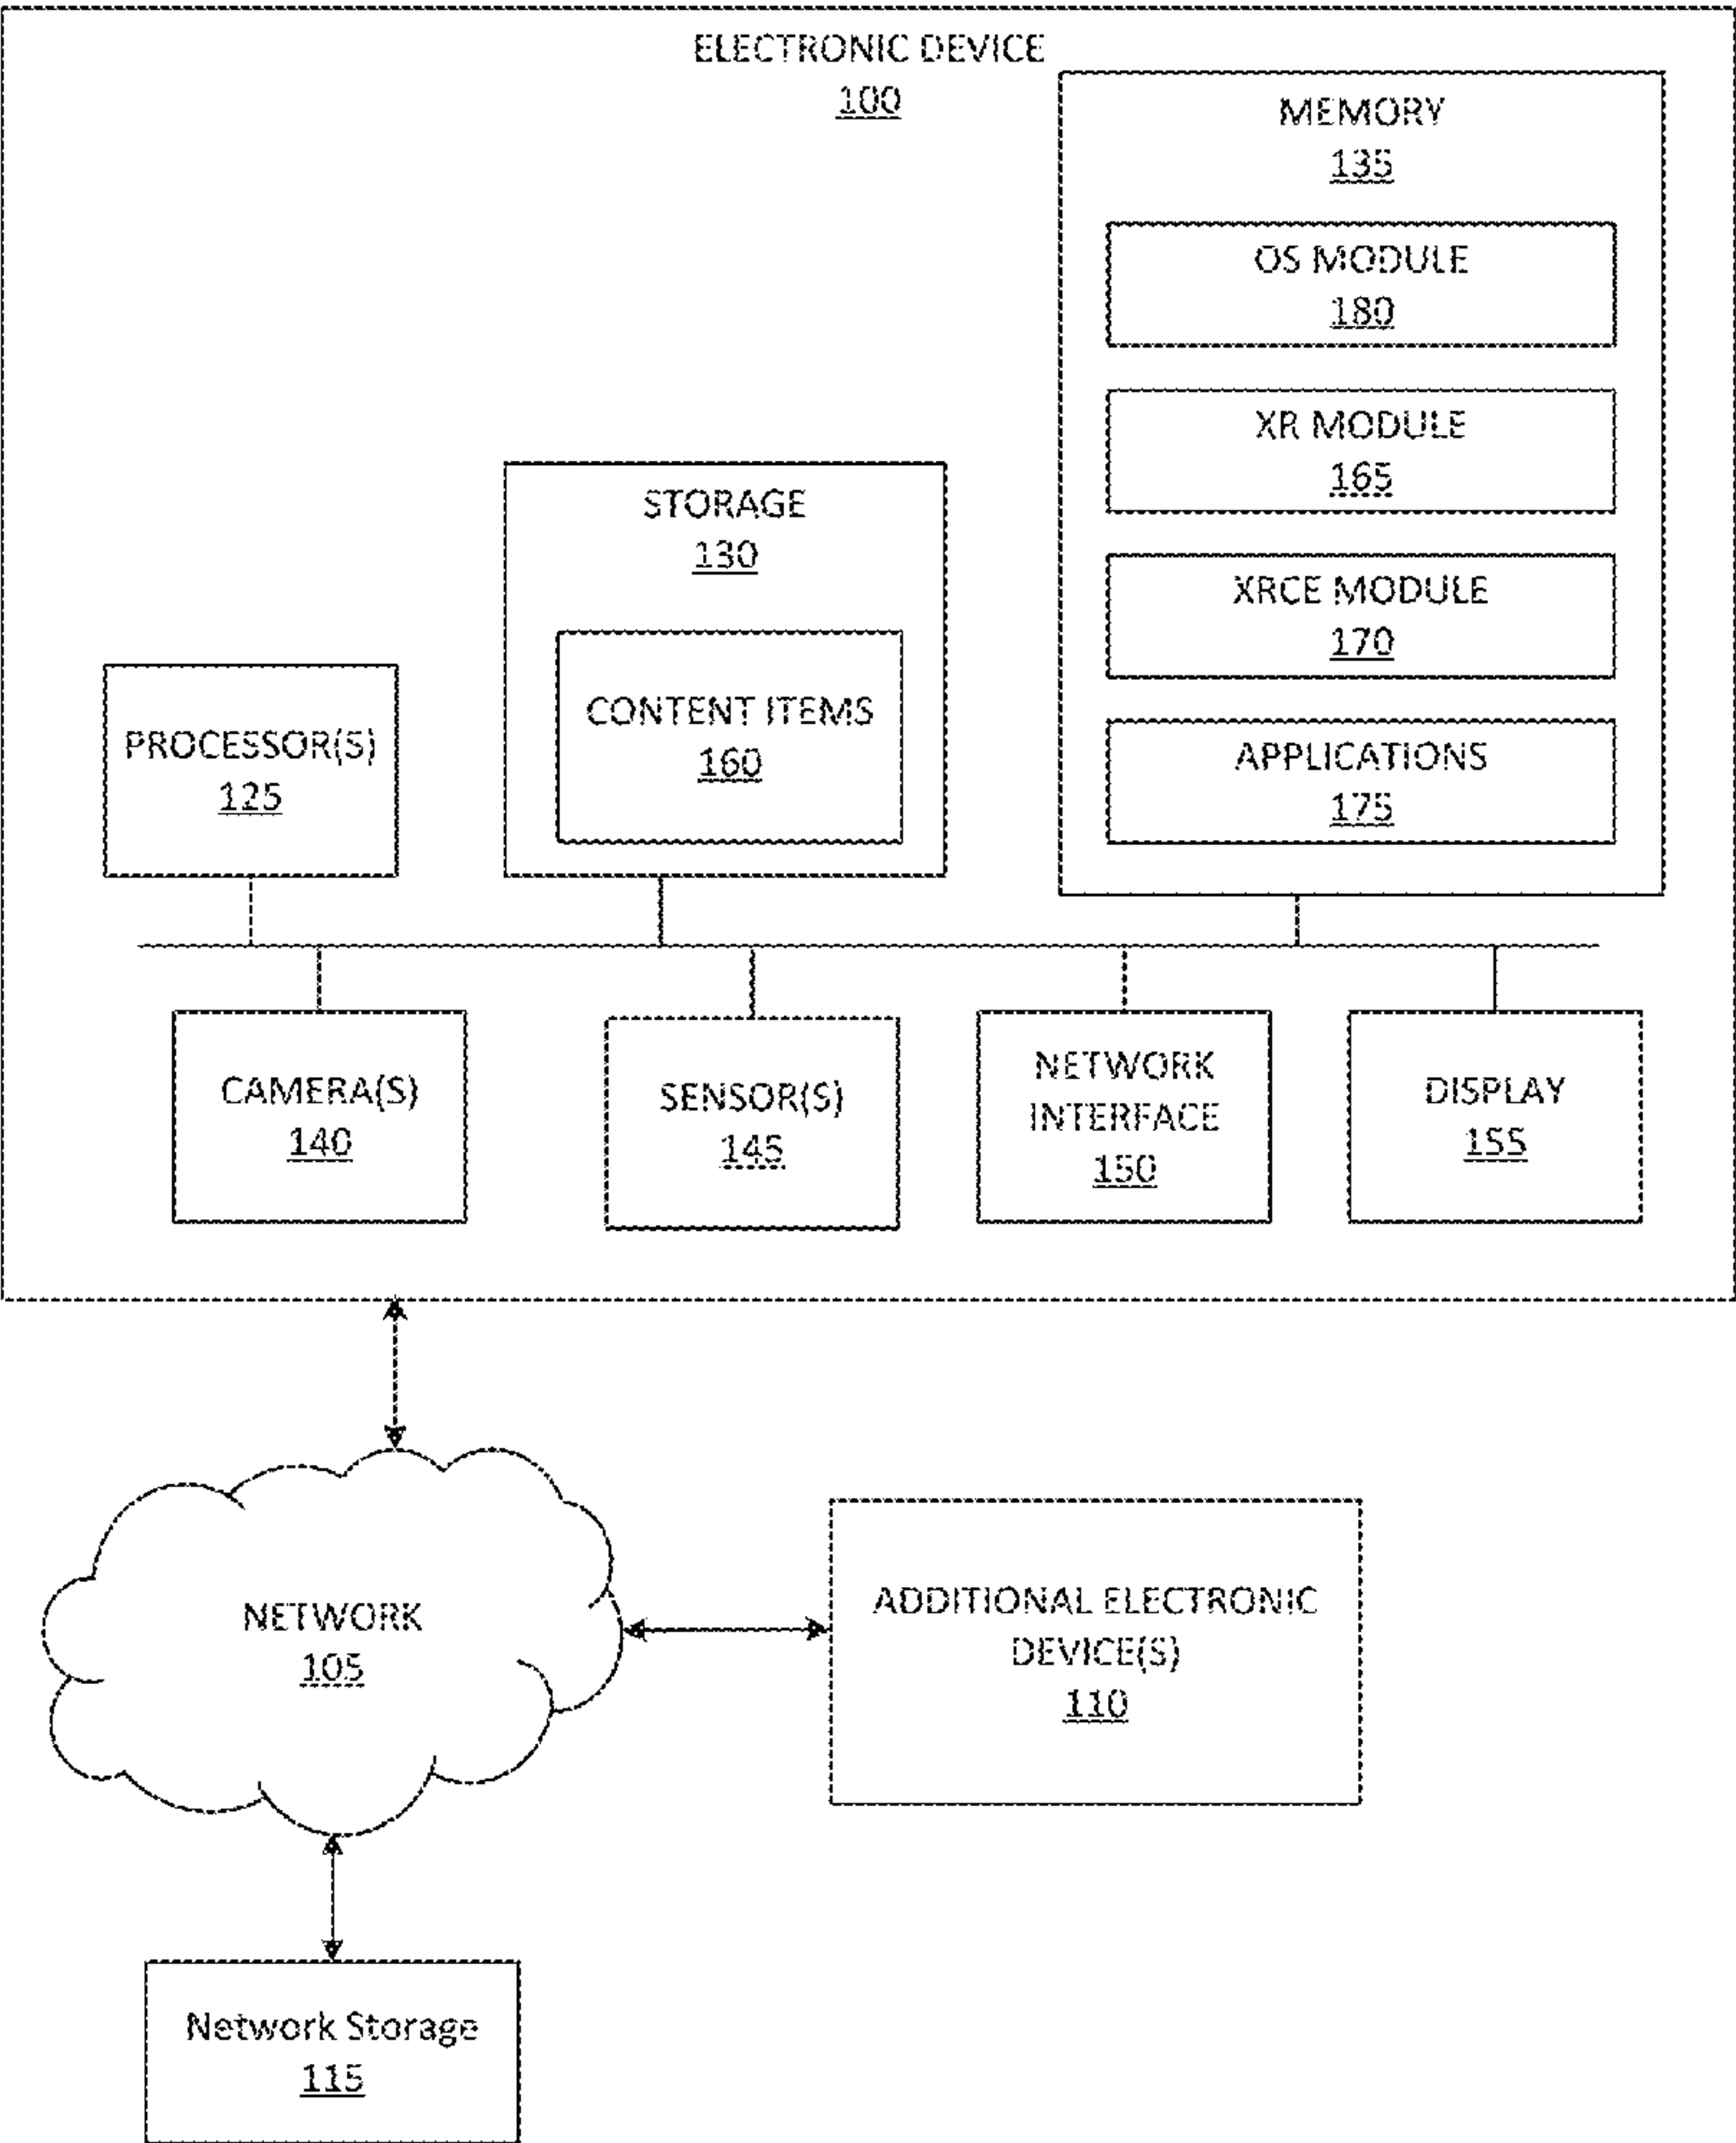 ELECTRONIC DEVICE
100
MEMORY
135
OS MODULE
180
XR MODULE
165
XRCE MODULE
170
APPLICATIONS
175
STORAGE
130
CONTENT ITEMS
160
PROCESSOR(S)
125
CAMERA(S)
140
SENSOR(S)
145
NETWORK
INTERFACE
150
DISPLAY
155
NETWORK
105
ADDITIONAL ELECTRONIC
DEVICE(S)
110
Network Storage
115